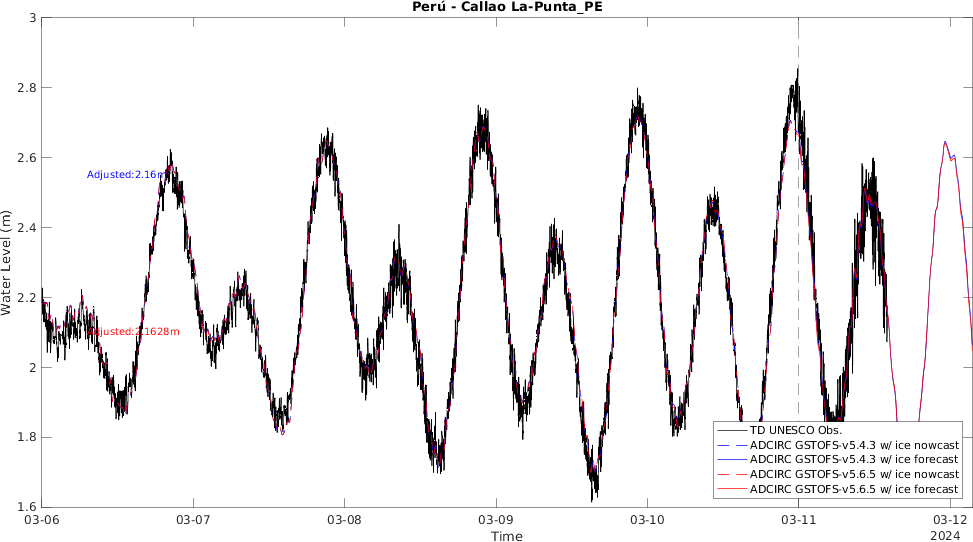 Perú - Callao La-Punta_PE
3
2.8
2.6
2.4
2.2
2
1.8
1.6
Water Level (m)
Adjusted:2.16m
Adjusted:2.1628m
TD UNESCO Obs.
ADCIRC GSTOFS-v5.4.3 w/ ice nowcast
ADCIRC GSTOFS-v5.4.3 w/ ice forecast
ADCIRC GSTOFS-v5.6.5 w/ ice nowcast
ADCIRC GSTOFS-v5.6.5 w/ ice forecast
03-06 03-07 03-08 03-09 03-10 03-11 03-12
Time
2024